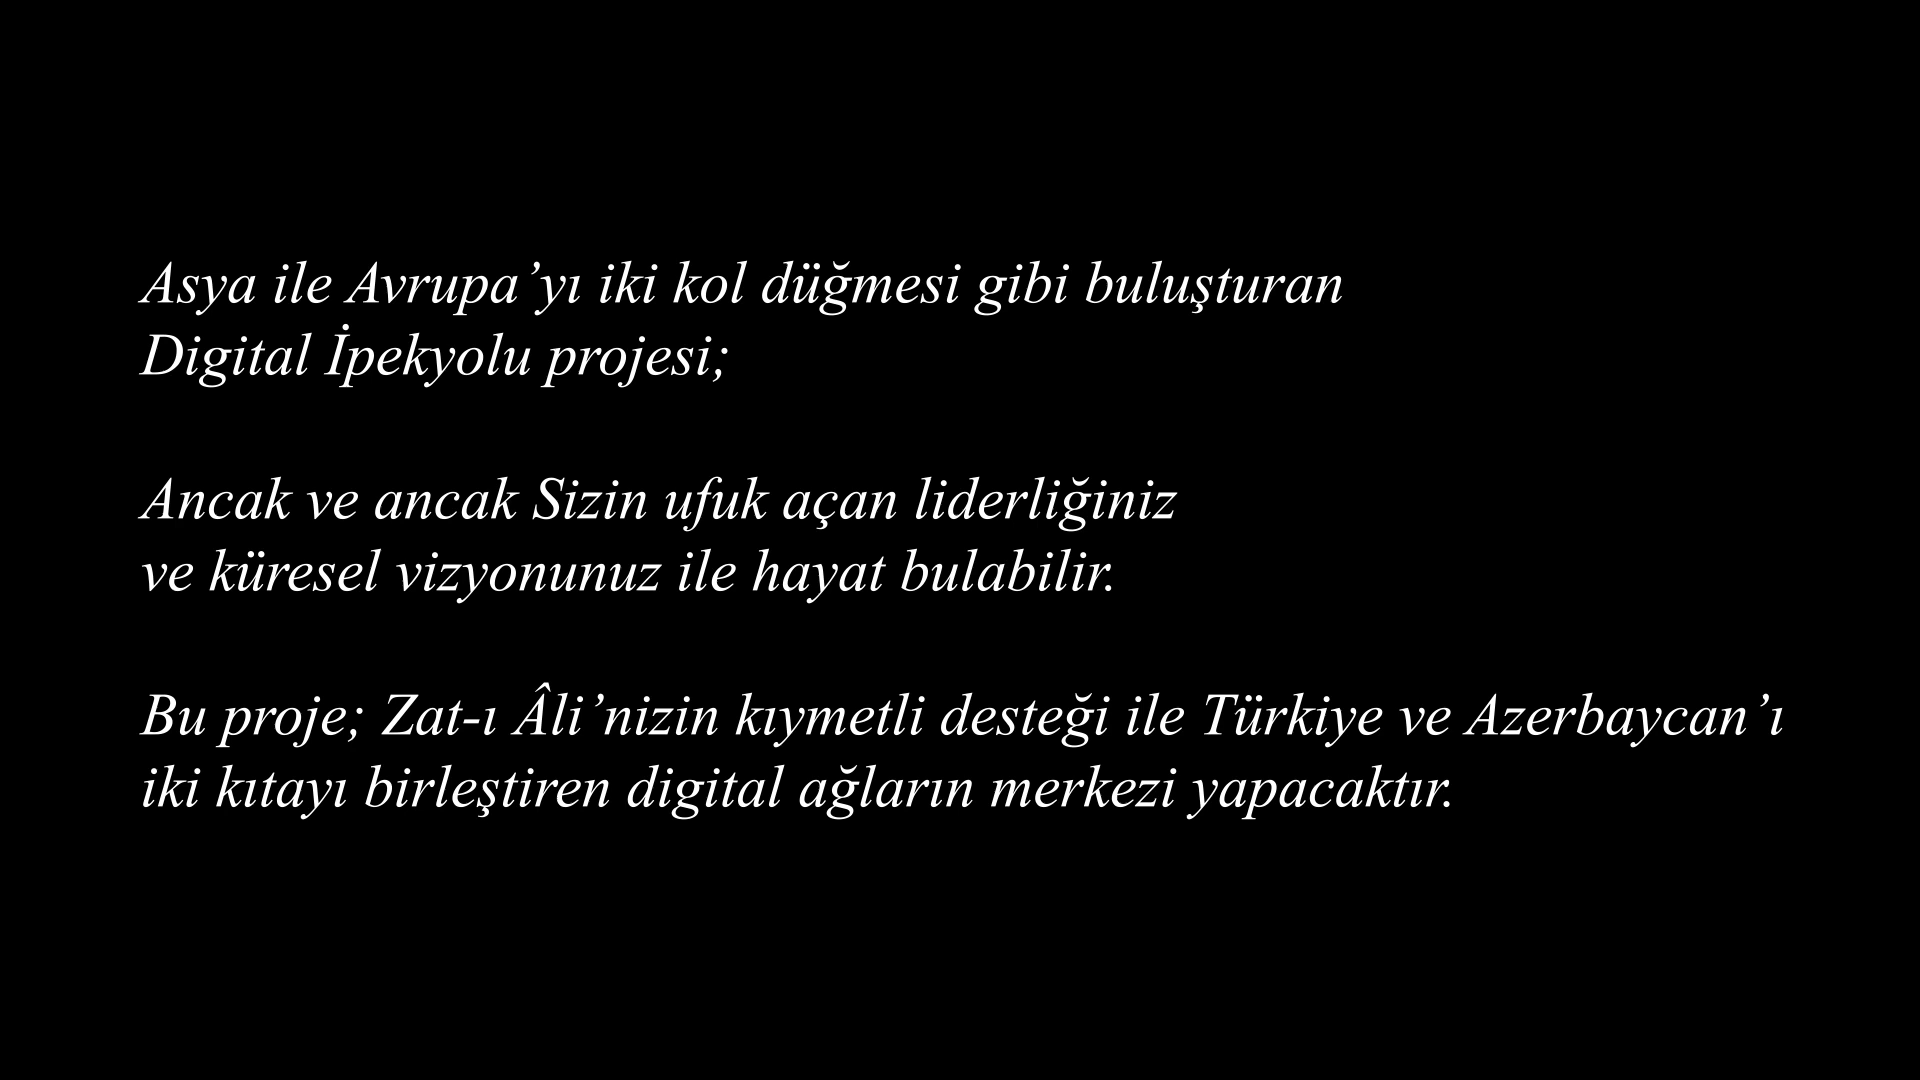 Asya ile Avrupa’yı iki kol düğmesi gibi buluşturan
Digital İpekyolu projesi;
Ancak ve ancak Sizin ufuk açan liderliğiniz
ve küresel vizyonunuz ile hayat bulabilir.
Bu proje; Zat-ı Âli’nizin kıymetli desteği ile Türkiye ve Azerbaycan’ı
iki kıtayı birleştiren digital ağların merkezi yapacaktır.